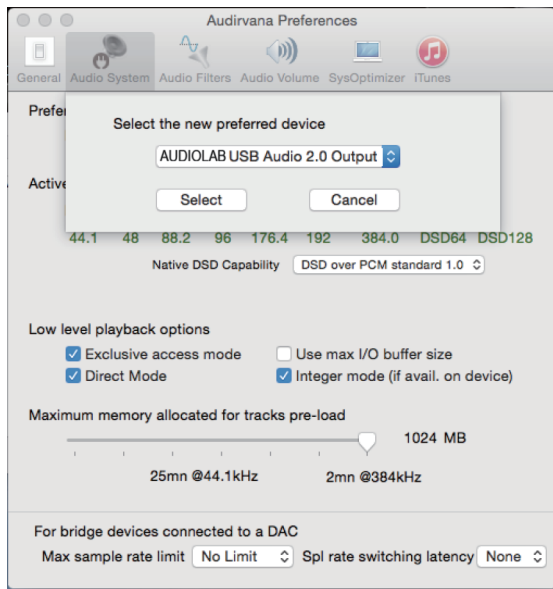 Audirvana Preferences
General Audio System Audio Filters Audio Volume SysOptimizer iTunes
Prefe
Select the new preferred device
AUDIOLAB USB Audio 2.0 Output
Active
Select Cancel
44.1 48 88.2 96 176.4 192 384.0 DSD64 DSD128
Native DSD Capability DSD over PCM standard 1.0
Low level playback options
Exclusive access mode Use max I/O buffer size
Direct Mode Integer mode (if avail. on device)
Maximum memory allocated for tracks pre-load
1024 MB
25mn @44.1kHz 2mn @384kHz
For bridge devices connected to a DAC
Max sample rate limit No Limit Spl rate switching latency None